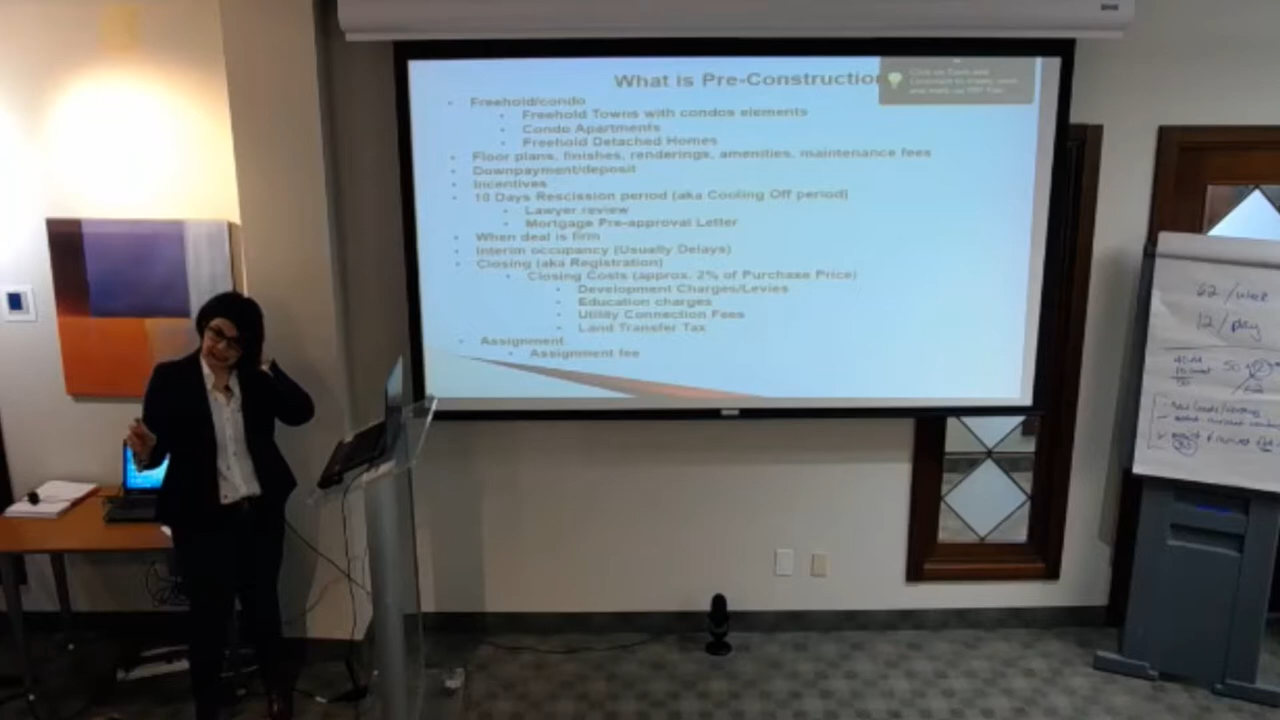 What is Pre-Construction
Freehold/condo
Freehold Towns with condos elements
Condo Apartments
Freehold Detached Homes
Floor plans, finishes, renderings, amenities, maintenance fees
Downpayment/deposit
Incentives
10 Days Rescission period (aka Cooling Off period)
Lawyer review
Mortgage Pre-approval Letter
When deal is firm
Interim occupancy (Usually Delays)
Closing (aka Registration)
Closing Costs (approx. 2% of Purchase Price)
Development Charges/Levies
Education charges
Utility Connection Fees
Land Transfer Tax
Assignment
Assignment fee
62 /week
12 / day
50